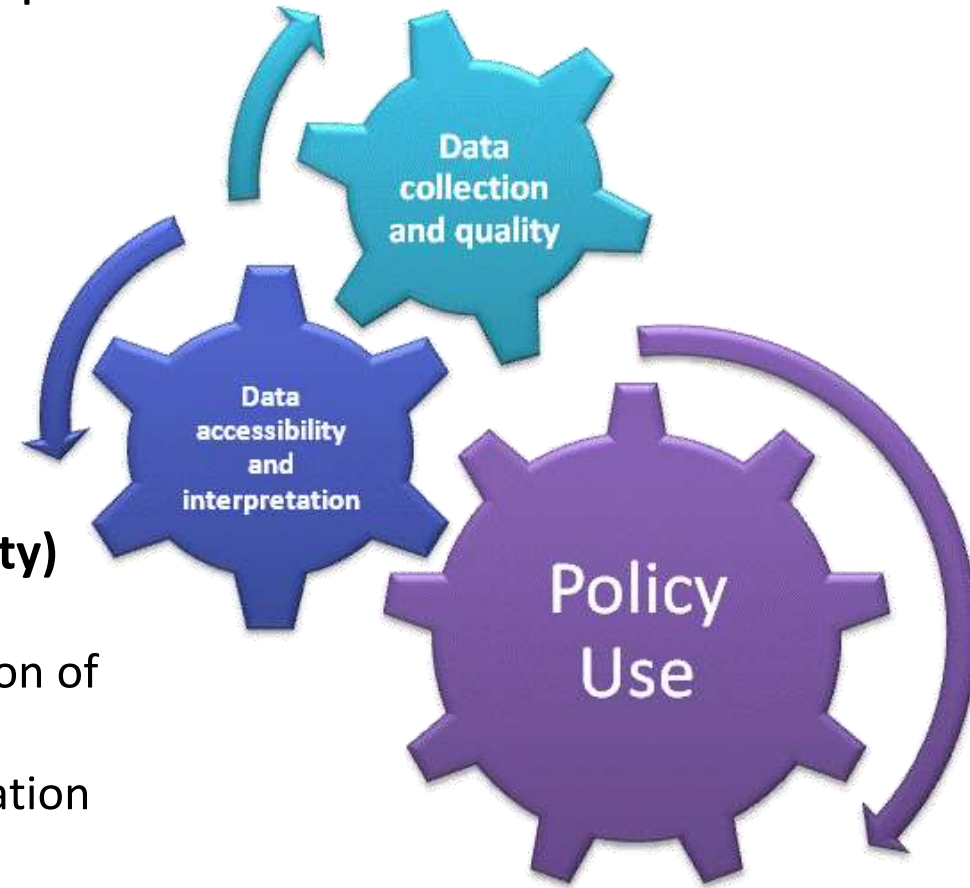 Data
collection
and quality
Data
accessibility
and
interpretation
ty)
Policy
Use
on of
ation